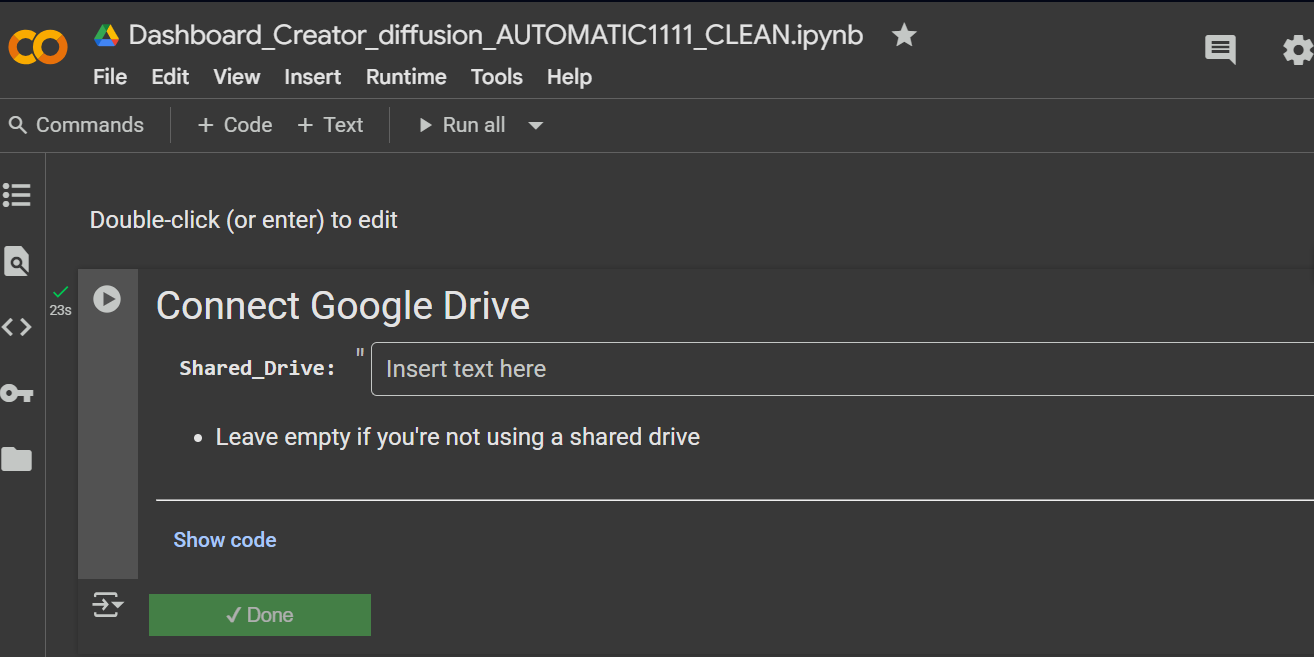 Dashboard_Creator_diffusion_AUTOMATIC1111_CLEAN.ipynb
File Edit View Insert Runtime Tools Help
Commands + Code + Text Run all
Double-click (or enter) to edit
23s
Connect Google Drive
Shared_Drive: " Insert text here
• Leave empty if you're not using a shared drive
Show code
✓ Done